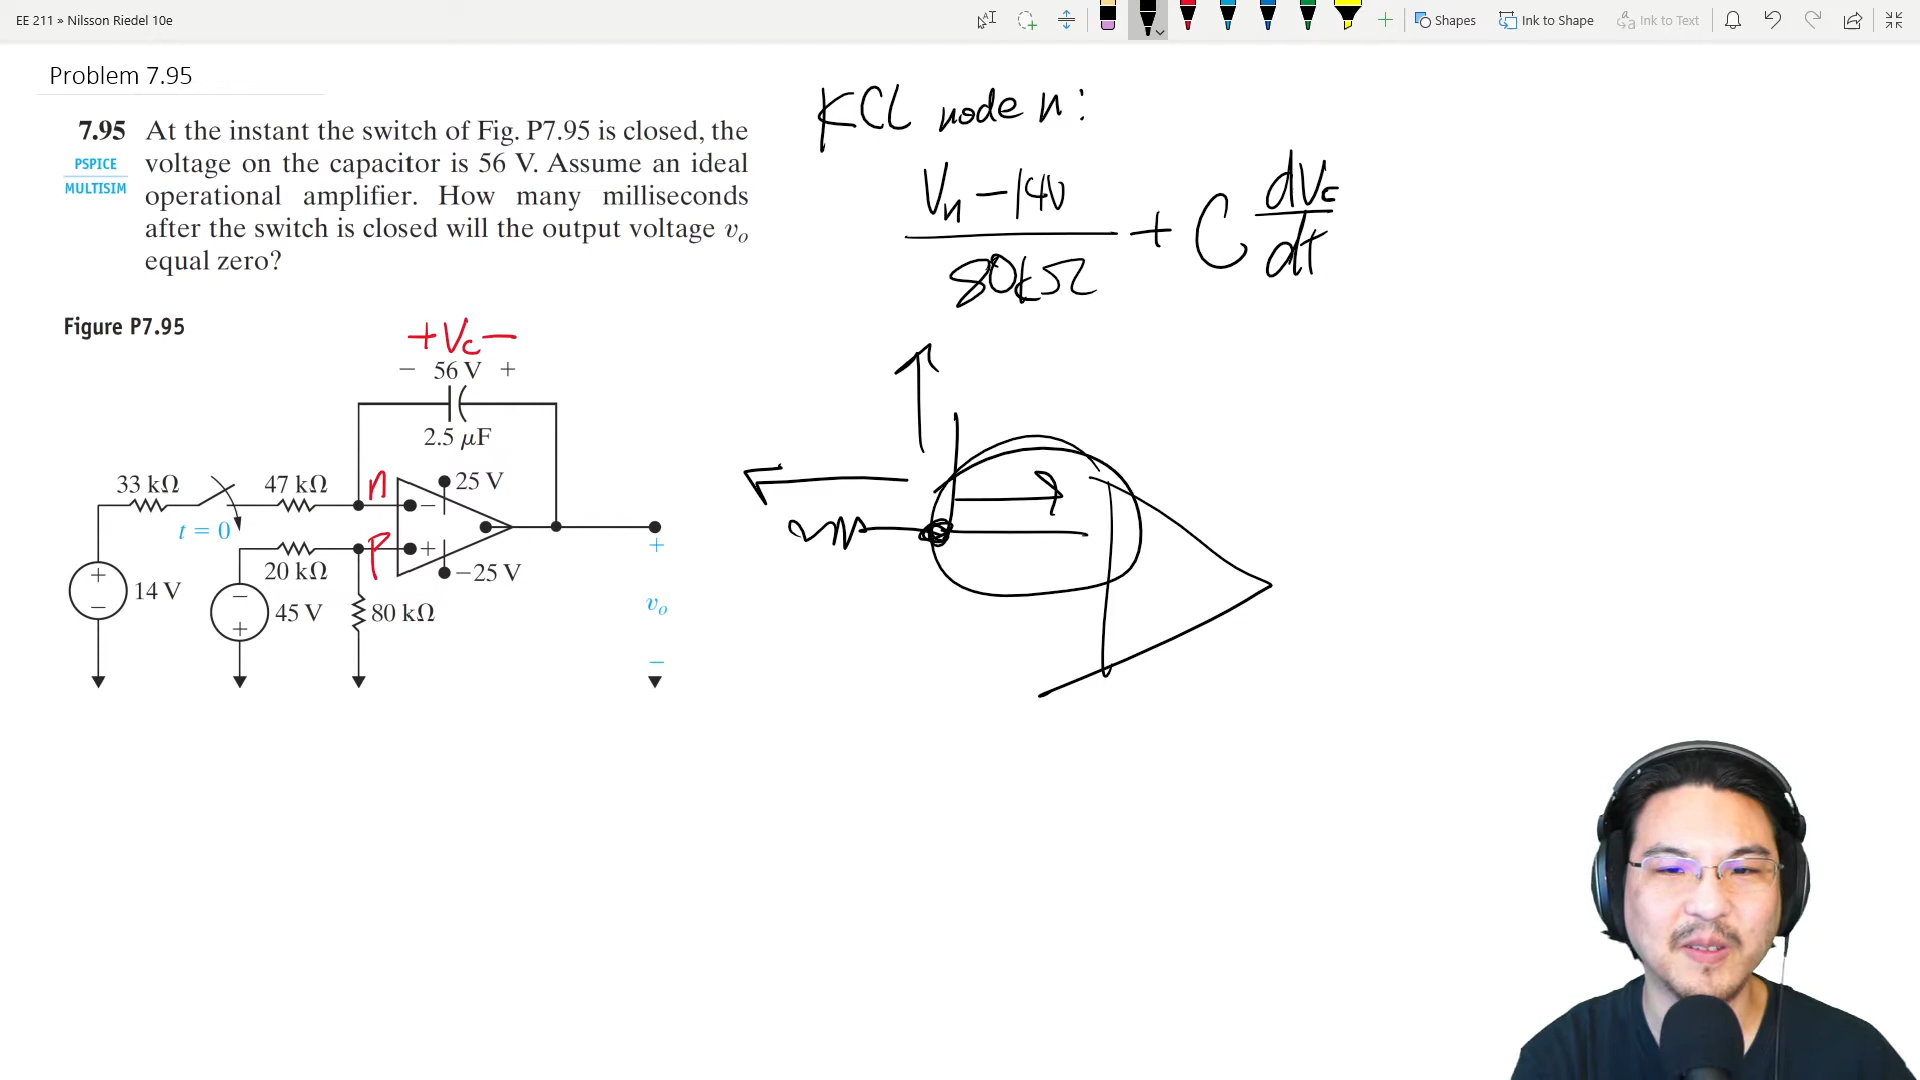 EE 211 » Nilsson Riedel 10e
Shapes
Ink to Shape
Ink to Text
Problem 7.95
7.95 At the instant the switch of Fig. P7.95 is closed, the
PSPICE voltage on the capacitor is 56 V. Assume an ideal
MULTISIM operational amplifier. How many milliseconds
after the switch is closed will the output voltage vₒ
equal zero?
Figure P7.95
+ Vc −
− 56 V +
2.5 μF
33 kΩ
47 kΩ
n
25 V
−
t = 0
P
+
20 kΩ
−25 V
+
−
14 V
−
+
45 V
80 kΩ
+
vₒ
−
KCL node n:
Vn − 14V
80kΩ
+ C
dVc
dt